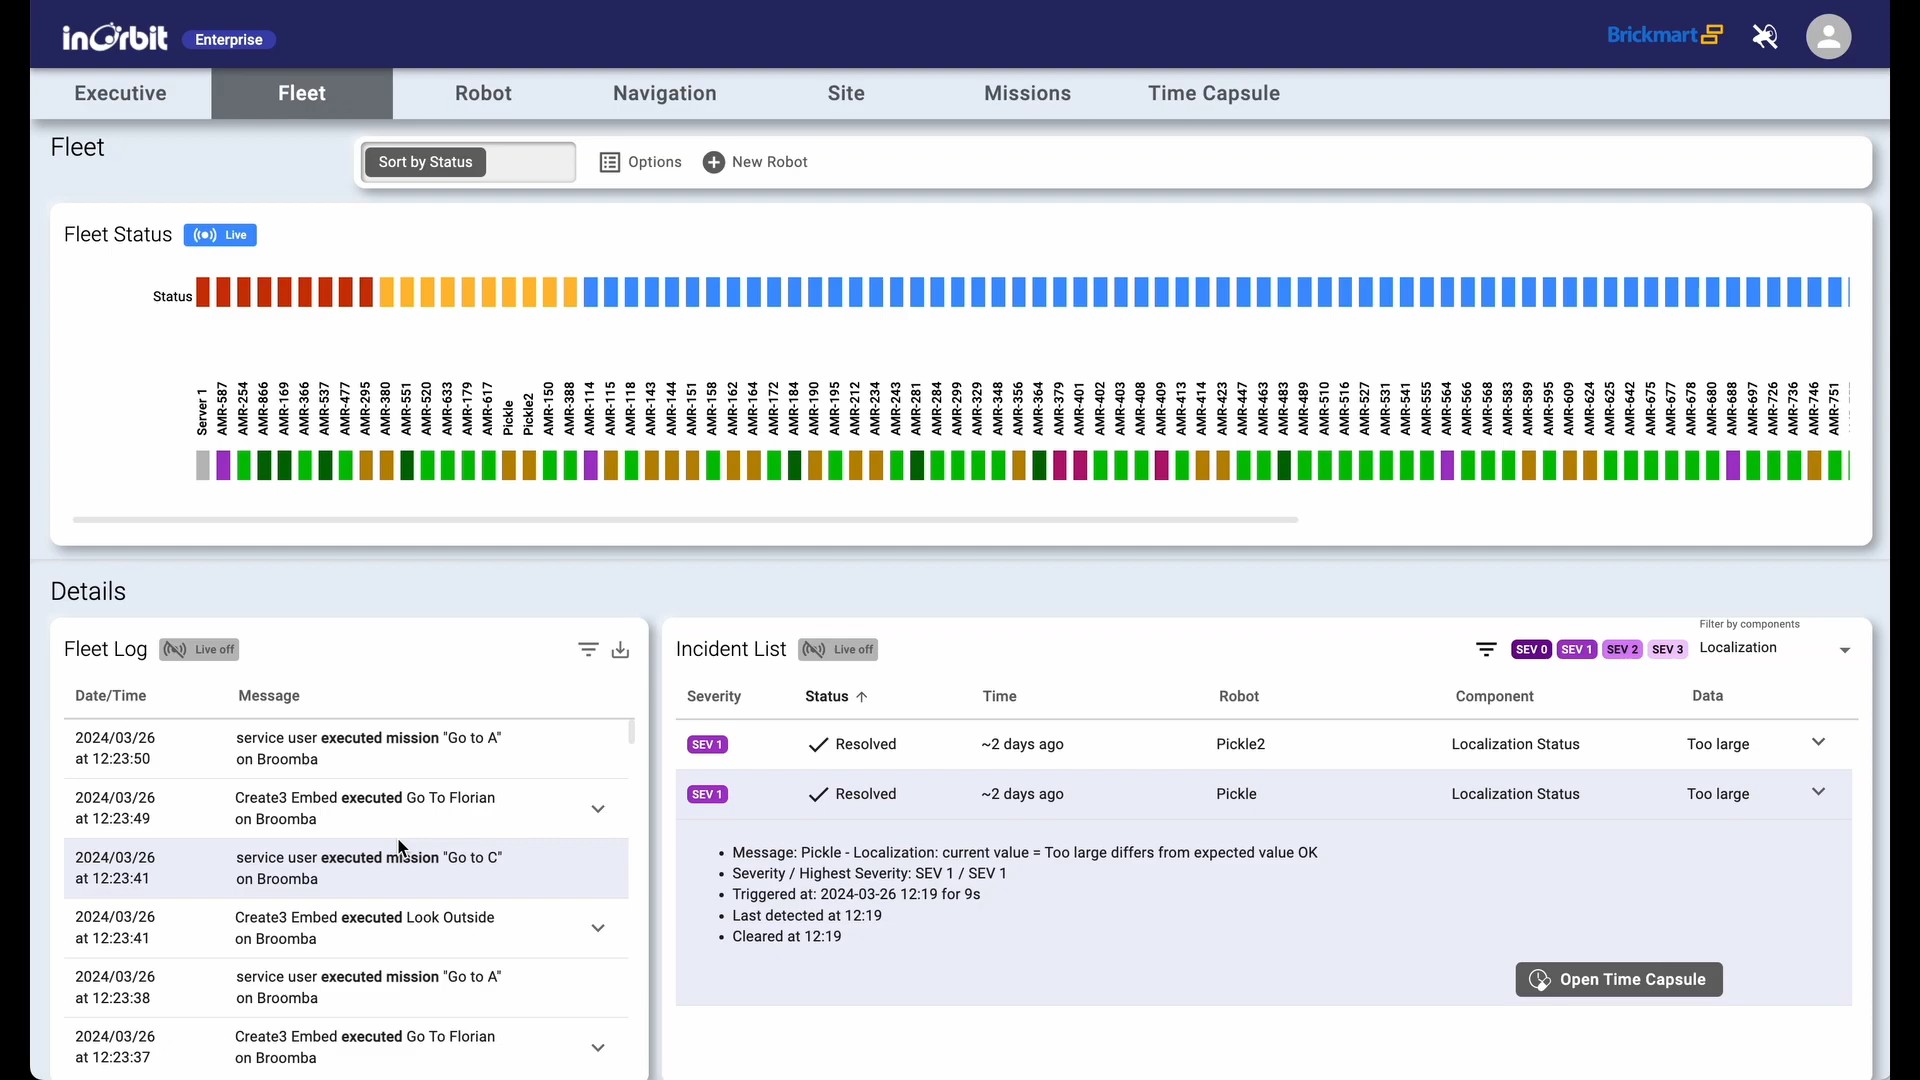 inOrbit Enterprise
Brickmart
Executive Fleet Robot Navigation Site Missions Time Capsule
Fleet
Sort by Status Options New Robot
Fleet Status Live
Status
Server 1 AMR-587 AMR-254 AMR-866 AMR-169 AMR-366 AMR-537 AMR-477 AMR-295 AMR-380 AMR-551 AMR-520 AMR-633 AMR-179 AMR-617 Pickle Pickle2 AMR-150 AMR-388 AMR-114 AMR-115 AMR-118 AMR-143 AMR-144 AMR-151 AMR-158 AMR-162 AMR-164 AMR-172 AMR-184 AMR-190 AMR-195 AMR-212 AMR-234 AMR-243 AMR-281 AMR-284 AMR-299 AMR-329 AMR-348 AMR-356 AMR-364 AMR-379 AMR-401 AMR-402 AMR-403 AMR-408 AMR-409 AMR-413 AMR-414 AMR-423 AMR-447 AMR-463 AMR-483 AMR-489 AMR-510 AMR-516 AMR-527 AMR-531 AMR-541 AMR-555 AMR-564 AMR-566 AMR-568 AMR-583 AMR-589 AMR-595 AMR-609 AMR-624 AMR-625 AMR-642 AMR-675 AMR-677 AMR-678 AMR-680 AMR-688 AMR-697 AMR-726 AMR-736 AMR-746 AMR-751
Details
Fleet Log Live off
Date/Time Message
2024/03/26 service user executed mission "Go to A"
at 12:23:50 on Broomba
2024/03/26 Create3 Embed executed Go To Florian
at 12:23:49 on Broomba
2024/03/26 service user executed mission "Go to C"
at 12:23:41 on Broomba
2024/03/26 Create3 Embed executed Look Outside
at 12:23:41 on Broomba
2024/03/26 service user executed mission "Go to A"
at 12:23:38 on Broomba
2024/03/26 Create3 Embed executed Go To Florian
at 12:23:37 on Broomba
Filter by components
Incident List Live off SEV 0 SEV 1 SEV 2 SEV 3 Localization
Severity Status Time Robot Component Data
SEV 1 Resolved ~2 days ago Pickle2 Localization Status Too large
SEV 1 Resolved ~2 days ago Pickle Localization Status Too large
• Message: Pickle - Localization: current value = Too large differs from expected value OK
• Severity / Highest Severity: SEV 1 / SEV 1
• Triggered at: 2024-03-26 12:19 for 9s
• Last detected at 12:19
• Cleared at 12:19
Open Time Capsule